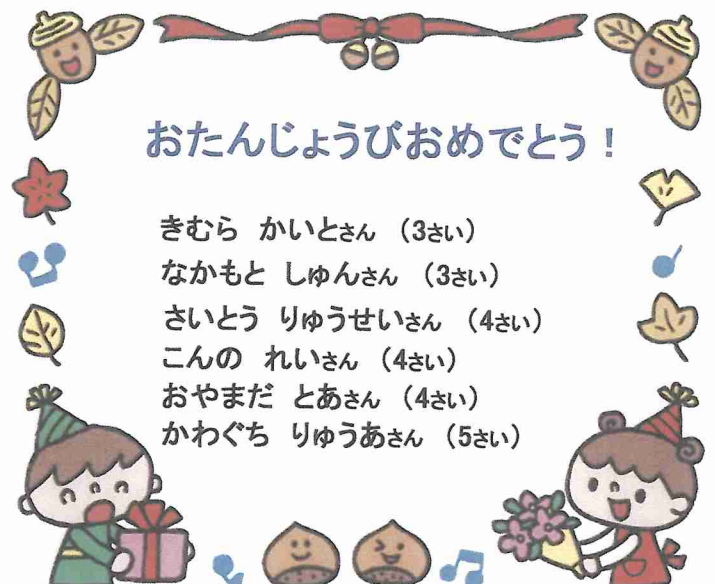 おたんじょうびおめでとう！
きむら　かいとさん　（3さい）
なかもと　しゅんさん　（3さい）
さいとう　りゅうせいさん　（4さい）
こんの　れいさん　（4さい）
おやまだ　とあさん　（4さい）
かわぐち　りゅうあさん　（5さい）